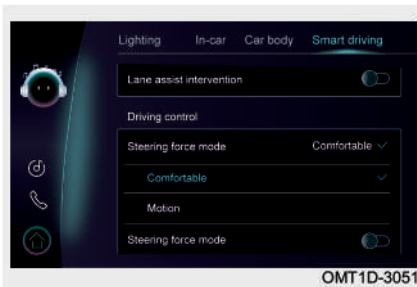 Lighting In-car Car body Smart driving
Lane assist intervention
Driving control
Steering force mode Comfortable
Comfortable
Motion
Steering force mode
OMT1D-3051